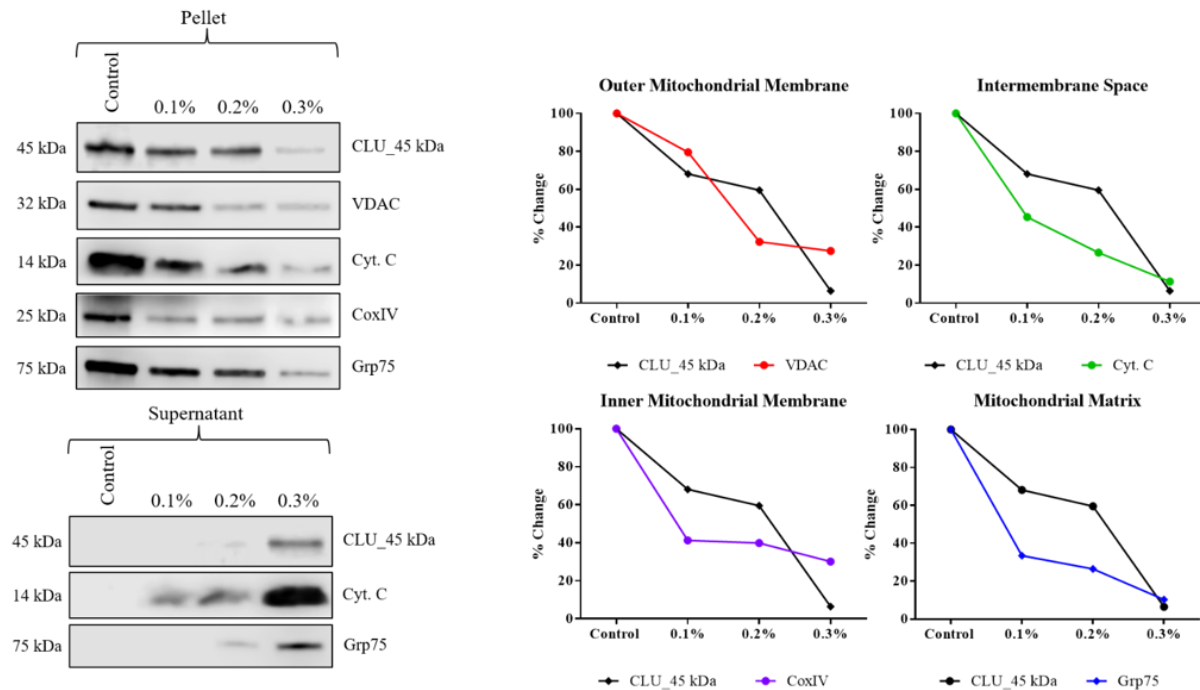 Pellet
Control 0.1% 0.2% 0.3%
45 kDa CLU_45 kDa
32 kDa VDAC
14 kDa Cyt. C
25 kDa CoxIV
75 kDa Grp75
Supernatant
Control 0.1% 0.2% 0.3%
45 kDa CLU_45 kDa
14 kDa Cyt. C
75 kDa Grp75
Outer Mitochondrial Membrane
% Change
100
80
60
40
20
0
Control 0.1% 0.2% 0.3%
CLU_45 kDa VDAC
Intermembrane Space
% Change
100
80
60
40
20
0
Control 0.1% 0.2% 0.3%
CLU_45 kDa Cyt. C
Inner Mitochondrial Membrane
% Change
100
80
60
40
20
0
Control 0.1% 0.2% 0.3%
CLU_45 kDa CoxIV
Mitochondrial Matrix
% Change
100
80
60
40
20
0
Control 0.1% 0.2% 0.3%
CLU_45 kDa Grp75